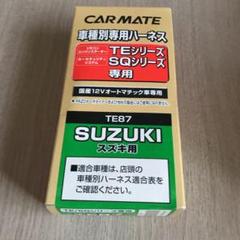 CAR MATE
車種別専用ハーネス
TEシリーズ
SQシリーズ
専用
国産12Vオートマチック車専用
TE87
SUZUKI
スズキ用
■適合車種は、店頭の
車種別ハーネス適合表を
ご確認ください。